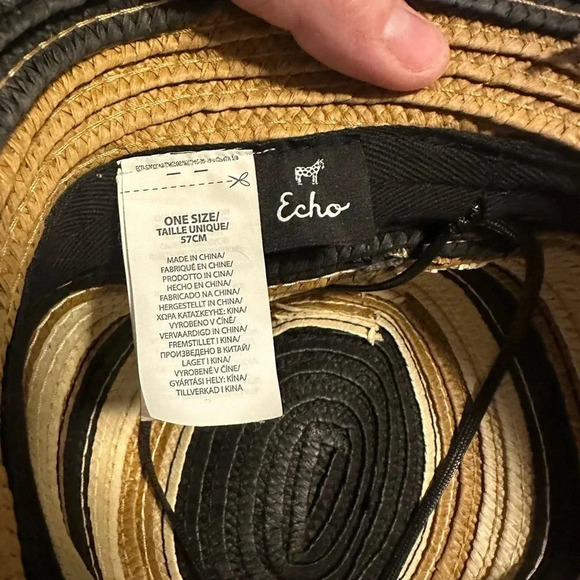 Echo
ONE SIZE/
TAILLE UNIQUE/
57CM
MADE IN CHINA/
FABRIQUÉ EN CHINE/
PRODOTTO IN CINA/
HECHO EN CHINA/
FABRICADO NA CHINA/
HERGESTELLT IN CHINA/
ΧΩΡΑ ΚΑΤΑΣΚΕΥΗΣ: KINA/
VYROBENO V ČÍNĚ/
VERVAARDIGD IN CHINA/
FREMSTILLET I KINA/
ПРОИЗВЕДЕНО В КИТАЙ/
LAGET I KINA/
VYROBENÉ V ČÍNE/
GYÁRTÁSI HELY: KÍNA/
TILLVERKAD I KINA